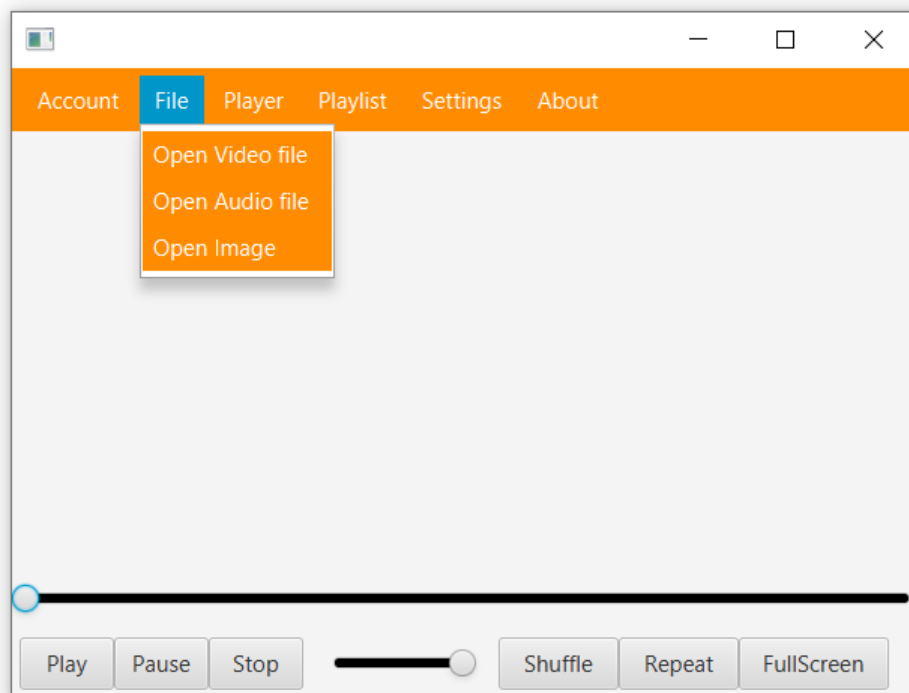 Account File Player Playlist Settings About
Open Video file
Open Audio file
Open Image
Play Pause Stop Shuffle Repeat FullScreen